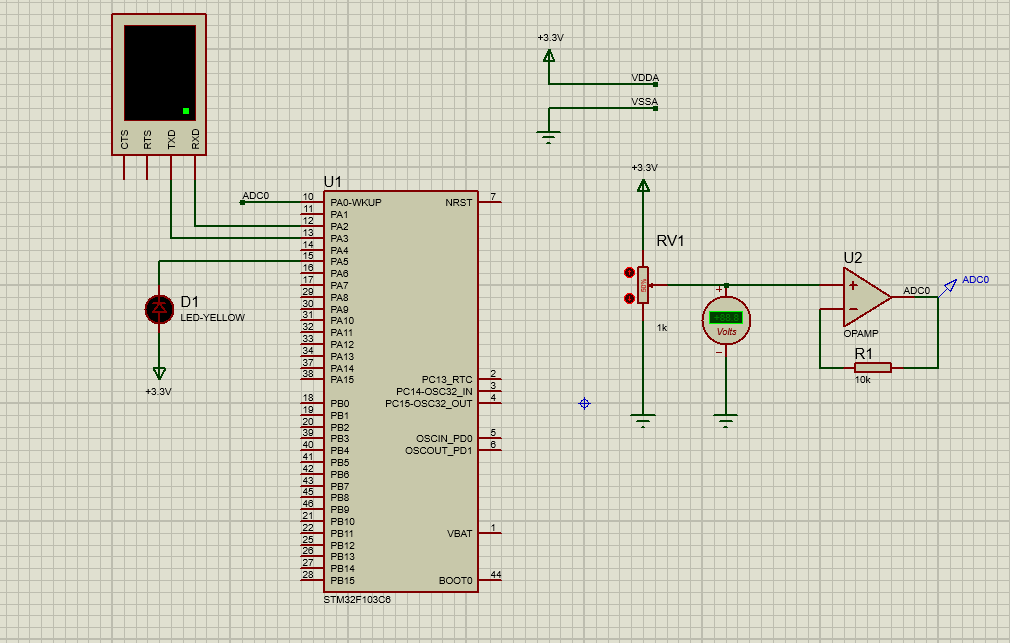 CTS
RTS
TXD
RXD
+3.3V
VDDA
VSSA
U1
ADC0
10
PA0-WKUP
11
PA1
12
PA2
13
PA3
14
PA4
15
PA5
16
PA6
17
PA7
29
PA8
30
PA9
31
PA10
32
PA11
33
PA12
34
PA13
37
PA14
38
PA15
18
PB0
19
PB1
20
PB2
39
PB3
40
PB4
41
PB5
42
PB6
43
PB7
45
PB8
46
PB9
21
PB10
22
PB11
25
PB12
26
PB13
27
PB14
28
PB15
NRST
7
PC13_RTC
2
PC14-OSC32_IN
3
PC15-OSC32_OUT
4
OSCIN_PD0
5
OSCOUT_PD1
6
VBAT
1
BOOT0
44
STM32F103C6
D1
LED-YELLOW
+3.3V
+3.3V
RV1
1k
+
+88.8
Volts
−
U2
+
−
OPAMP
ADC0
ADC0
R1
10k